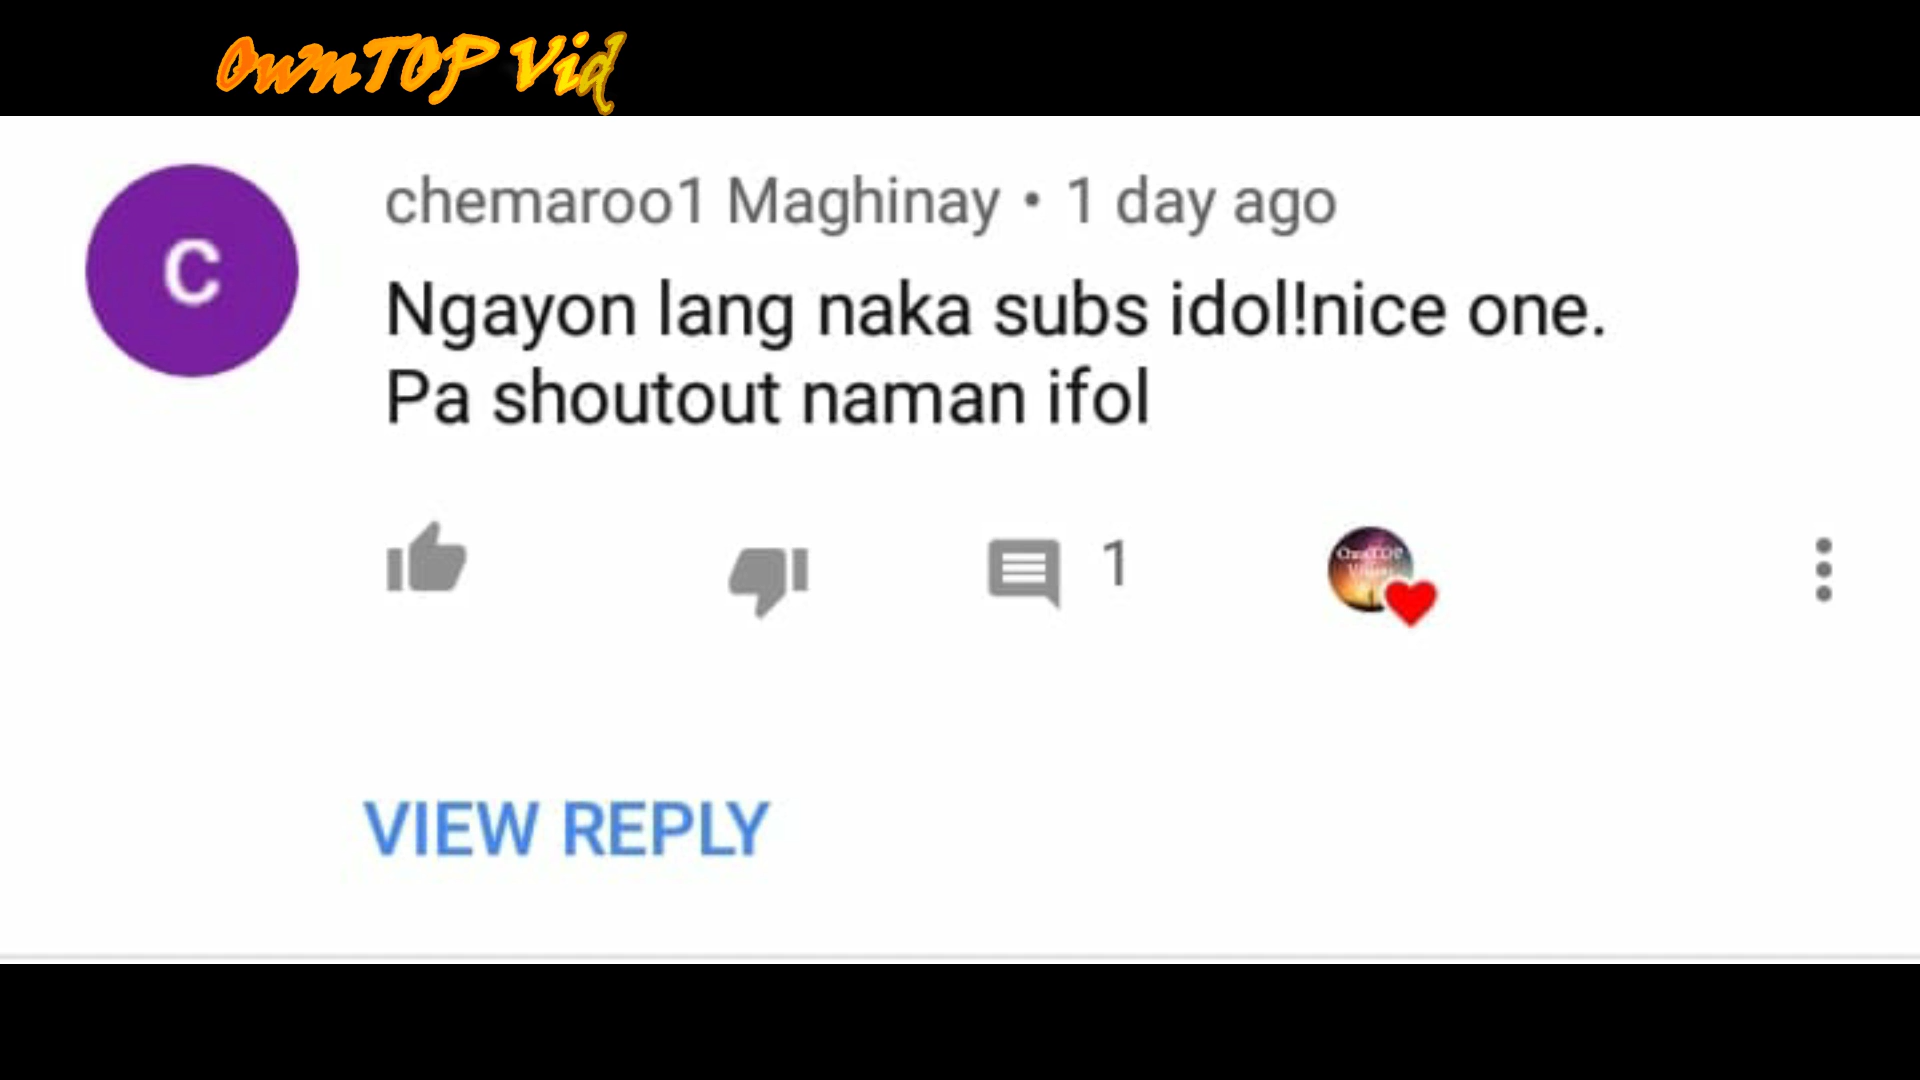 OwnTOP Vid
C
chemaroo1 Maghinay • 1 day ago
Ngayon lang naka subs idol!nice one.
Pa shoutout naman ifol
1
VIEW REPLY